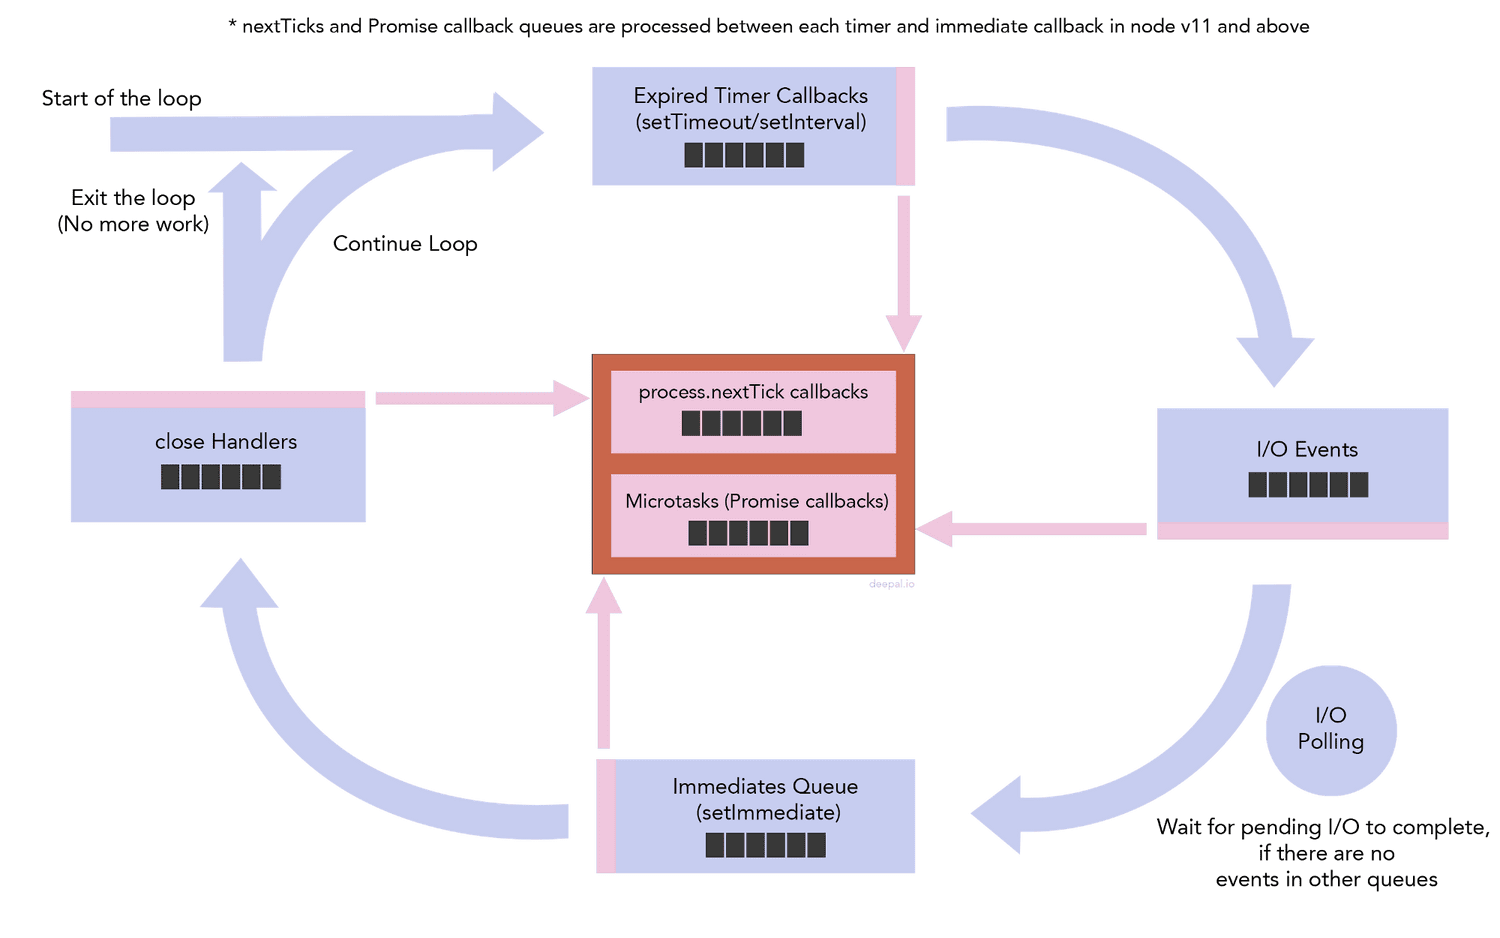 * nextTicks and Promise callback queues are processed between each timer and immediate callback in node v11 and above
Start of the loop
Expired Timer Callbacks
(setTimeout/setInterval)
Exit the loop
(No more work)
Continue Loop
process.nextTick callbacks
close Handlers
I/O Events
Microtasks (Promise callbacks)
deepal.io
I/O
Polling
Immediates Queue
(setImmediate)
Wait for pending I/O to complete,
if there are no
events in other queues